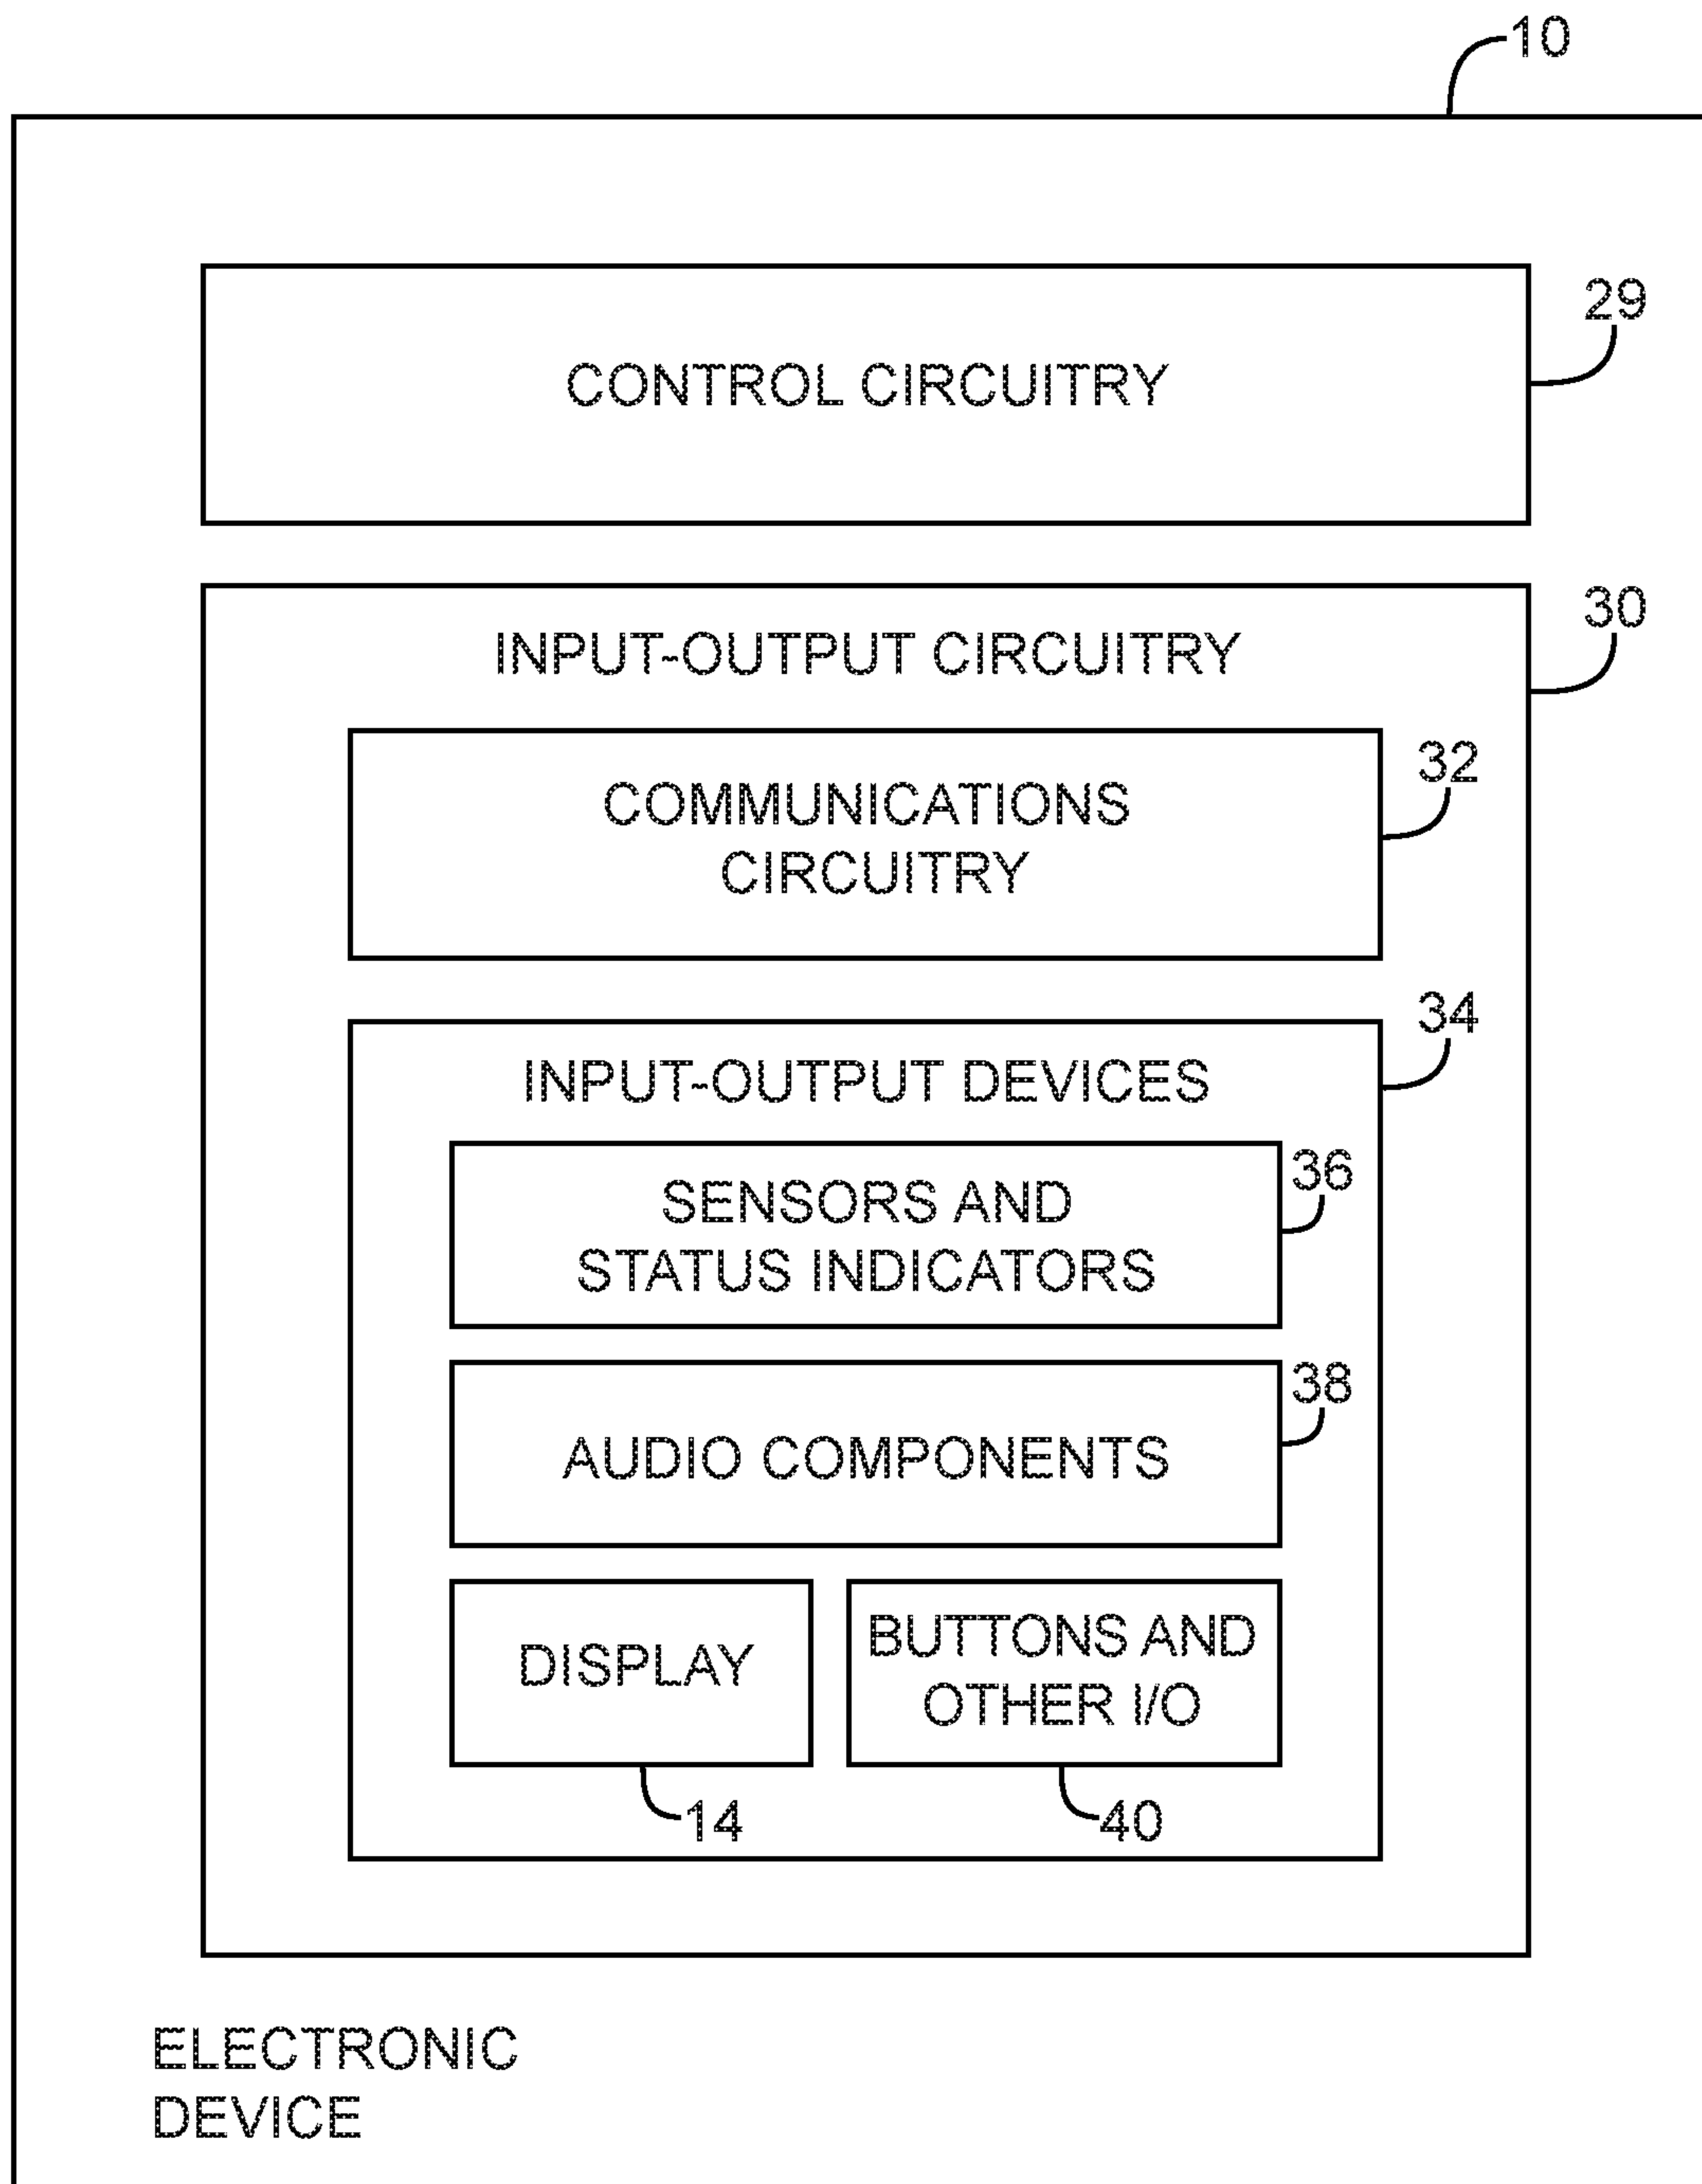 10
CONTROL CIRCUITRY
29
INPUT-OUTPUT CIRCUITRY
30
COMMUNICATIONS
CIRCUITRY
32
INPUT-OUTPUT DEVICES
34
SENSORS AND
STATUS INDICATORS
36
AUDIO COMPONENTS
38
DISPLAY
14
BUTTONS AND
OTHER I/O
40
ELECTRONIC
DEVICE